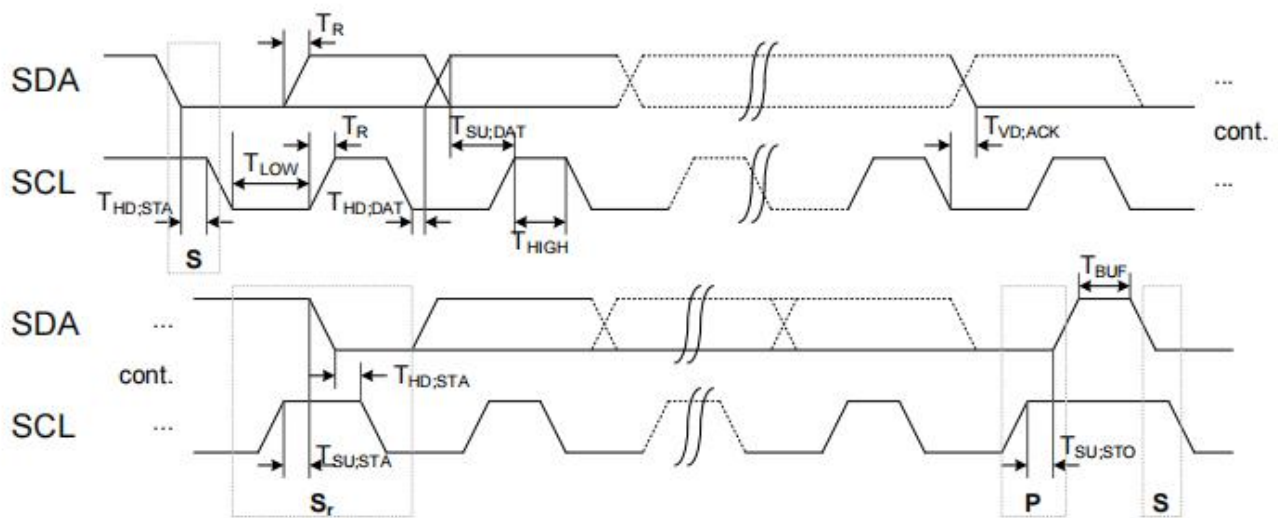 T_R
SDA ...
T_R T_SU;DAT T_VD;ACK cont.
T_LOW
SCL ...
T_HD;STA T_HD;DAT
T_HIGH
S
T_BUF
SDA ...
cont. T_HD;STA
SCL ...
T_SU;STA T_SU;STO
S_r P S